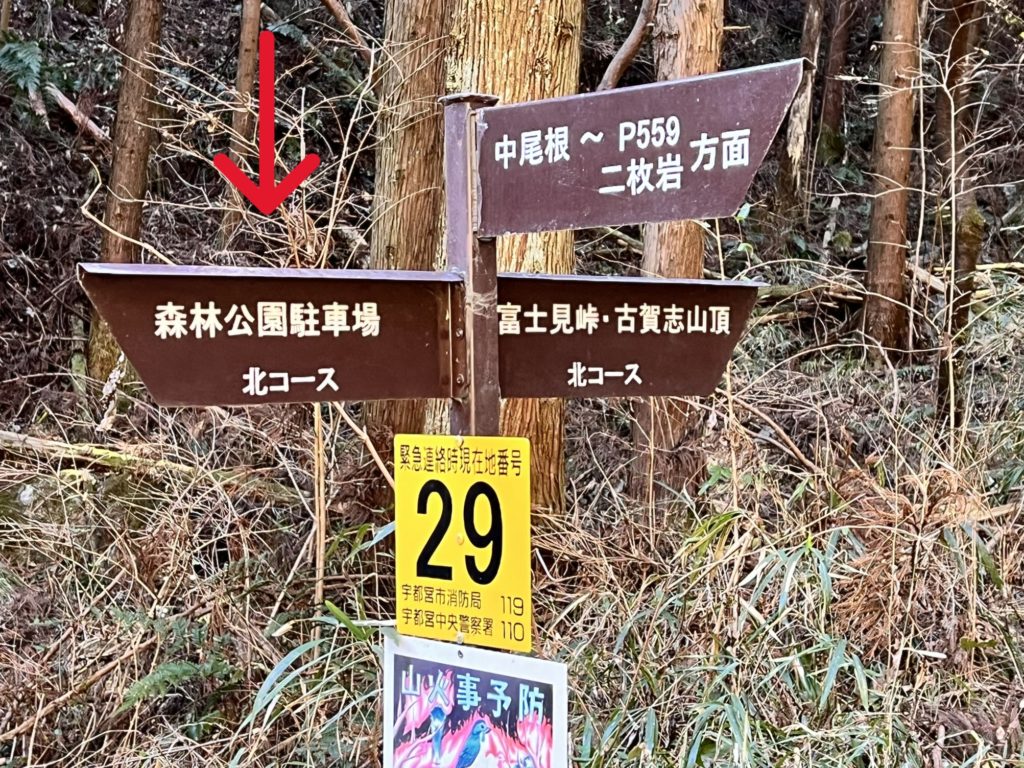 中尾根～P559
二枚岩
方面
森林公園駐車場
北コース
富士見峠・古賀志山頂
北コース
緊急連絡時現在地番号
29
宇都宮市消防局 119
宇都宮中央警察署 110
山火事予防